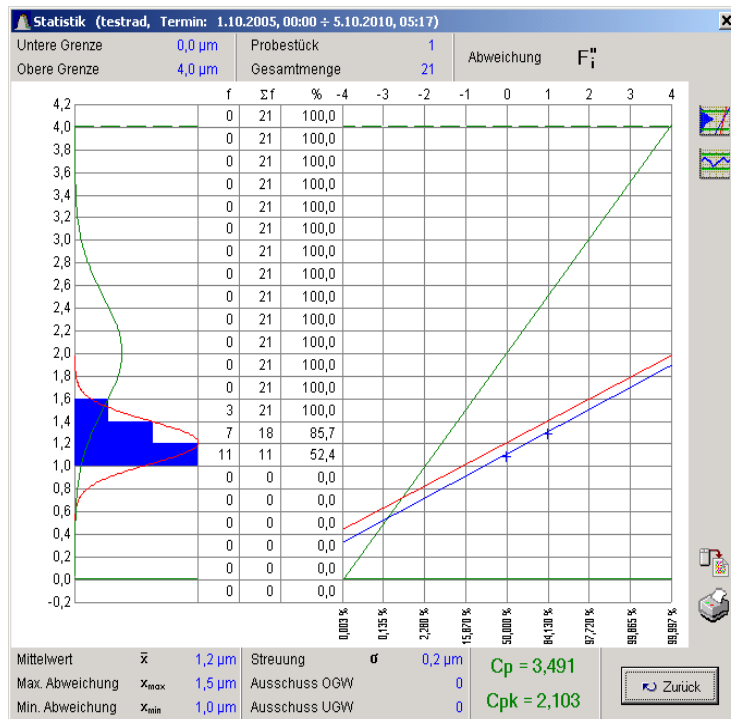 Statistik (testrad, Termin: 1.10.2005, 00:00 ÷ 5.10.2010, 05:17)
Untere Grenze 0,0 µm Probestück 1 Abweichung F"i
Obere Grenze 4,0 µm Gesamtmenge 21
f Σf % -4 -3 -2 -1 0 1 2 3 4
4,2
0 21 100,0
4,0
0 21 100,0
3,8
0 21 100,0
3,6
0 21 100,0
3,4
0 21 100,0
3,2
0 21 100,0
3,0
0 21 100,0
2,8
0 21 100,0
2,6
0 21 100,0
2,4
0 21 100,0
2,2
0 21 100,0
2,0
0 21 100,0
1,8
0 21 100,0
1,6
3 21 100,0
1,4
7 18 85,7
1,2
11 11 52,4
1,0
0 0 0,0
0,8
0 0 0,0
0,6
0 0 0,0
0,4
0 0 0,0
0,2
0 0 0,0
0,0
0 0 0,0
-0,2
0,003 % 0,135 % 2,280 % 15,870 % 50,000 % 84,130 % 97,720 % 99,865 % 99,997 %
Mittelwert x̄ 1,2 µm Streuung σ 0,2 µm Cp = 3,491
Max. Abweichung xmax 1,5 µm Ausschuss OGW 0
Min. Abweichung xmin 1,0 µm Ausschuss UGW 0 Cpk = 2,103
Zurück